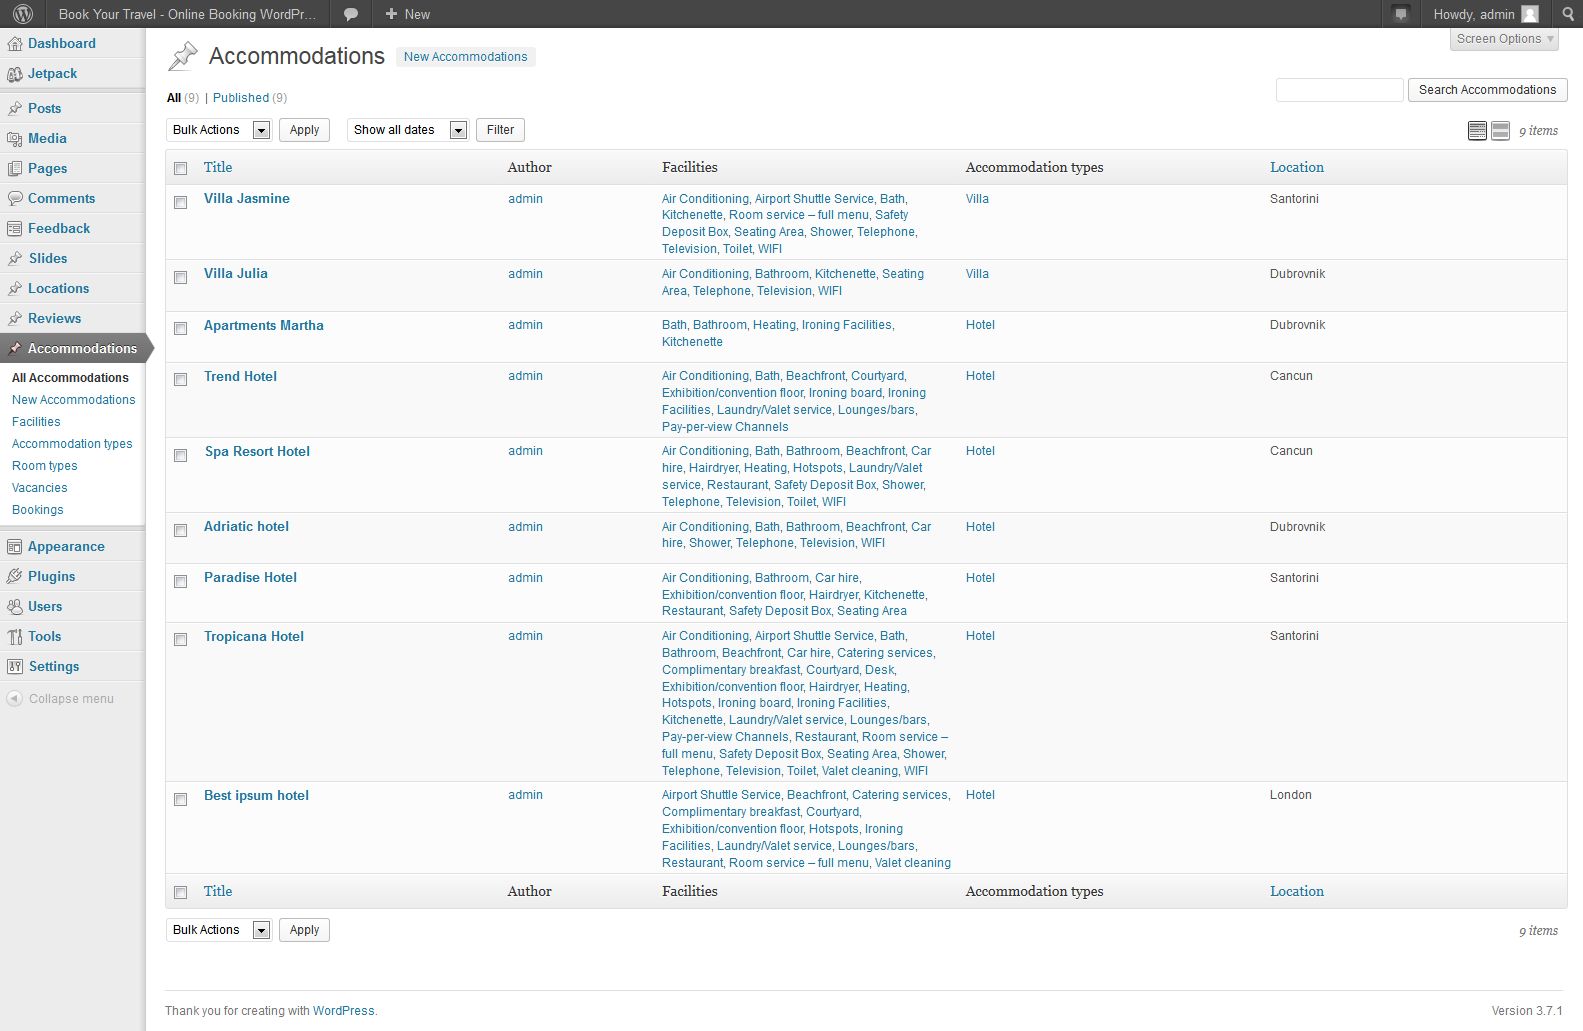 Book Your Travel - Online Booking WordPr...
New
Howdy, admin
Dashboard
Jetpack
Posts
Media
Pages
Comments
Feedback
Slides
Locations
Reviews
Accommodations
All Accommodations
New Accommodations
Facilities
Accommodation types
Room types
Vacancies
Bookings
Appearance
Plugins
Users
Tools
Settings
Collapse menu
Screen Options
Accommodations New Accommodations
All (9) | Published (9)
Search Accommodations
Bulk Actions Apply Show all dates Filter 9 items
Title Author Facilities Accommodation types Location
Villa Jasmine admin Air Conditioning, Airport Shuttle Service, Bath, Villa Santorini
Kitchenette, Room service – full menu, Safety
Deposit Box, Seating Area, Shower, Telephone,
Television, Toilet, WIFI
Villa Julia admin Air Conditioning, Bathroom, Kitchenette, Seating Villa Dubrovnik
Area, Telephone, Television, WIFI
Apartments Martha admin Bath, Bathroom, Heating, Ironing Facilities, Hotel Dubrovnik
Kitchenette
Trend Hotel admin Air Conditioning, Bath, Beachfront, Courtyard, Hotel Cancun
Exhibition/convention floor, Ironing board, Ironing
Facilities, Laundry/Valet service, Lounges/bars,
Pay-per-view Channels
Spa Resort Hotel admin Air Conditioning, Bath, Bathroom, Beachfront, Car Hotel Cancun
hire, Hairdryer, Heating, Hotspots, Laundry/Valet
service, Restaurant, Safety Deposit Box, Shower,
Telephone, Television, Toilet, WIFI
Adriatic hotel admin Air Conditioning, Bath, Bathroom, Beachfront, Car Hotel Dubrovnik
hire, Shower, Telephone, Television, WIFI
Paradise Hotel admin Air Conditioning, Bathroom, Car hire, Hotel Santorini
Exhibition/convention floor, Hairdryer, Kitchenette,
Restaurant, Safety Deposit Box, Seating Area
Tropicana Hotel admin Air Conditioning, Airport Shuttle Service, Bath, Hotel Santorini
Bathroom, Beachfront, Car hire, Catering services,
Complimentary breakfast, Courtyard, Desk,
Exhibition/convention floor, Hairdryer, Heating,
Hotspots, Ironing board, Ironing Facilities,
Kitchenette, Laundry/Valet service, Lounges/bars,
Pay-per-view Channels, Restaurant, Room service –
full menu, Safety Deposit Box, Seating Area, Shower,
Telephone, Television, Toilet, Valet cleaning, WIFI
Best ipsum hotel admin Airport Shuttle Service, Beachfront, Catering services, Hotel London
Complimentary breakfast, Courtyard,
Exhibition/convention floor, Hotspots, Ironing
Facilities, Laundry/Valet service, Lounges/bars,
Restaurant, Room service – full menu, Valet cleaning
Title Author Facilities Accommodation types Location
Bulk Actions Apply 9 items
Thank you for creating with WordPress. Version 3.7.1